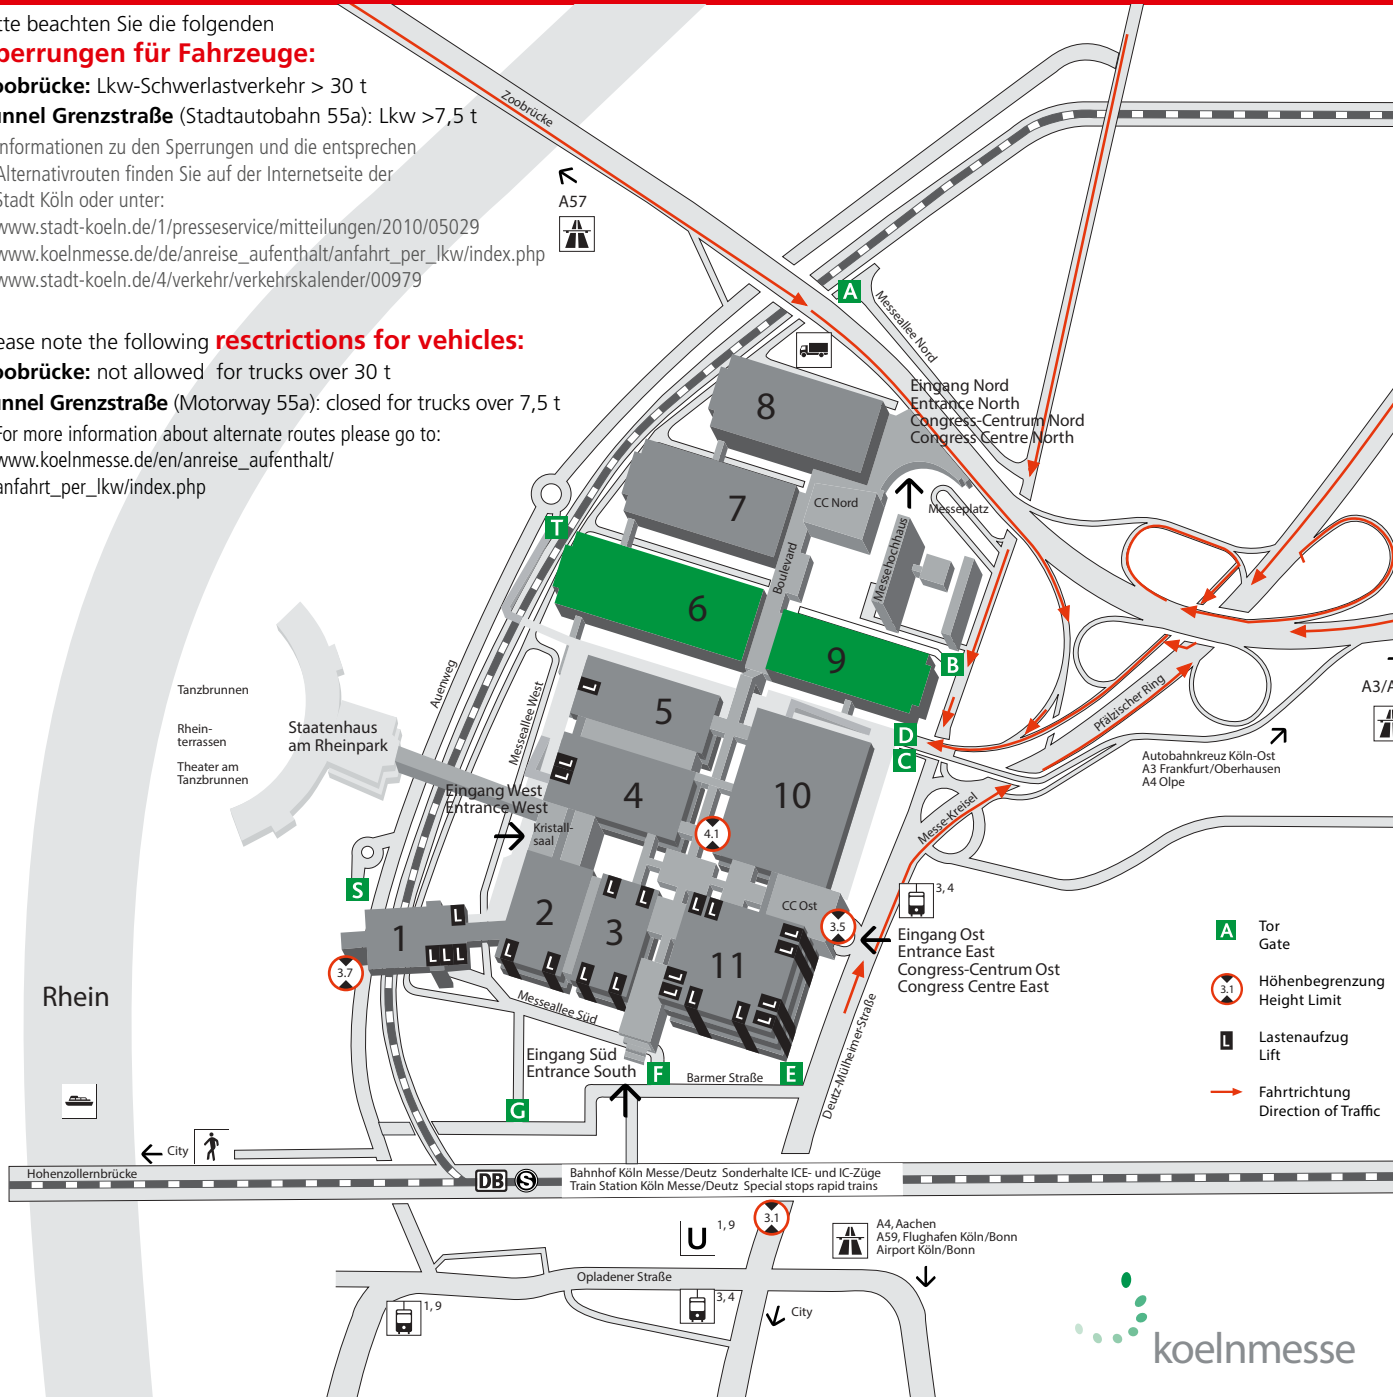 tte beachten Sie die folgenden
perrungen für Fahrzeuge:
oobrücke: Lkw-Schwerlastverkehr > 30 t
unnel Grenzstraße (Stadtautobahn 55a): Lkw >7,5 t
Informationen zu den Sperrungen und die entsprechen
Alternativrouten finden Sie auf der Internetseite der
Stadt Köln oder unter:
www.stadt-koeln.de/1/presseservice/mitteilungen/2010/05029
www.koelnmesse.de/de/anreise_aufenthalt/anfahrt_per_lkw/index.php
www.stadt-koeln.de/4/verkehr/verkehrskalender/00979
ease note the following resctrictions for vehicles:
oobrücke: not allowed for trucks over 30 t
unnel Grenzstraße (Motorway 55a): closed for trucks over 7,5 t
For more information about alternate routes please go to:
www.koelnmesse.de/en/anreise_aufenthalt/
anfahrt_per_lkw/index.php
Zoobrücke
A57
A
Messeallee Nord
Eingang Nord
Entrance North
Congress-Centrum Nord
Congress Centre North
8
7
CC Nord
Messeplatz
T
Boulevard
Messehochhaus
6
9
B
Auenweg
Messeallee West
Tanzbrunnen
Rhein-
terrassen
Theater am
Tanzbrunnen
Staatenhaus
am Rheinpark
5
L
D
C
Pfälzischer Ring
A3/A
Autobahnkreuz Köln-Ost
A3 Frankfurt/Oberhausen
A4 Olpe
L
L
4
10
Eingang West
Entrance West
Kristall-
saal
4.1
Messe-Kreisel
S
3, 4
1
L
L L L
2
L
L
3
L
L
L
L
L L
11
CC Ost
3.5
L
L
L
L
L
L
L
L
L
Eingang Ost
Entrance East
Congress-Centrum Ost
Congress Centre East
3.7
Rhein
Messeallee Süd
Deutz-Mülheimer-Straße
Eingang Süd
Entrance South
F
Barmer Straße
E
G
A
Tor
Gate
3.1
Höhenbegrenzung
Height Limit
L
Lastenaufzug
Lift
Fahrtrichtung
Direction of Traffic
City
Hohenzollernbrücke
DB
S
Bahnhof Köln Messe/Deutz Sonderhalte ICE- und IC-Züge
Train Station Köln Messe/Deutz Special stops rapid trains
3.1
U
1, 9
A4, Aachen
A59, Flughafen Köln/Bonn
Airport Köln/Bonn
Opladener Straße
1, 9
3, 4
City
koelnmesse